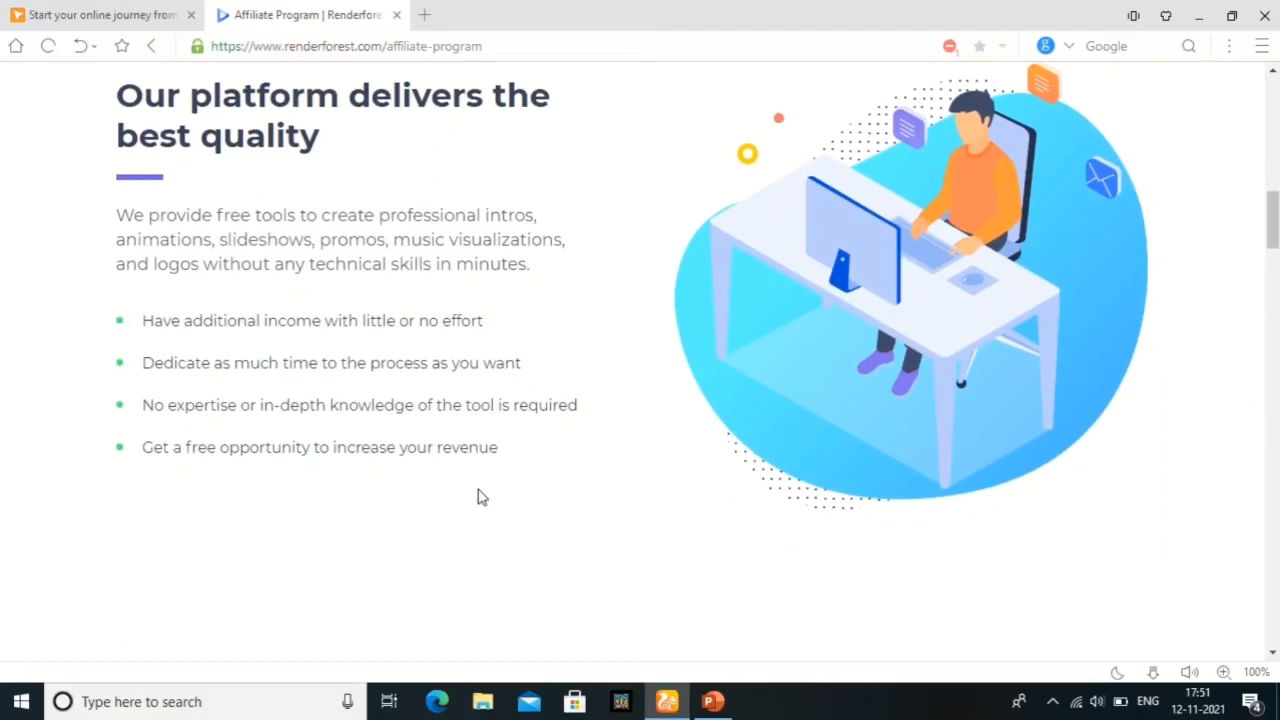 Start your online journey from
Affiliate Program | Renderfore
https://www.renderforest.com/affiliate-program
Google
Our platform delivers the
best quality
We provide free tools to create professional intros,
animations, slideshows, promos, music visualizations,
and logos without any technical skills in minutes.
Have additional income with little or no effort
Dedicate as much time to the process as you want
No expertise or in-depth knowledge of the tool is required
Get a free opportunity to increase your revenue
100%
Type here to search
ENG
17:51
12-11-2021
4